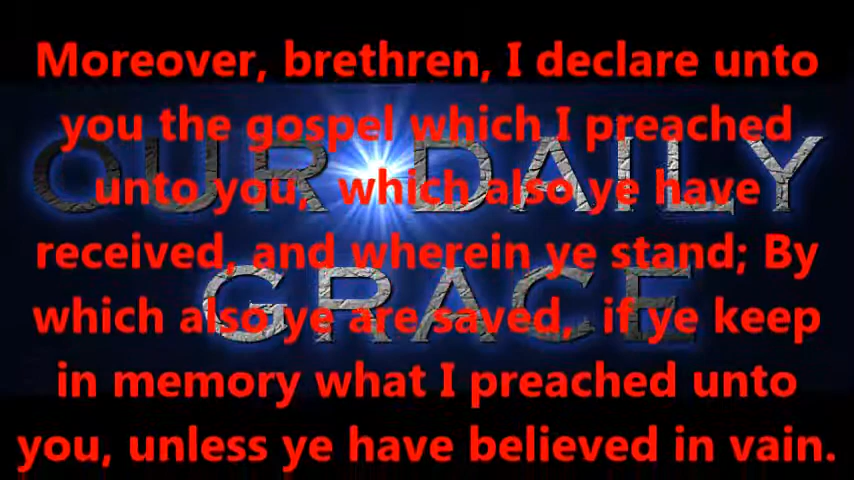 Moreover, brethren, I declare unto
you the gospel which I preached
unto you, which also ye have
received, and wherein ye stand; By
which also ye are saved, if ye keep
in memory what I preached unto
you, unless ye have believed in vain.
OUR DAILY
GRACE